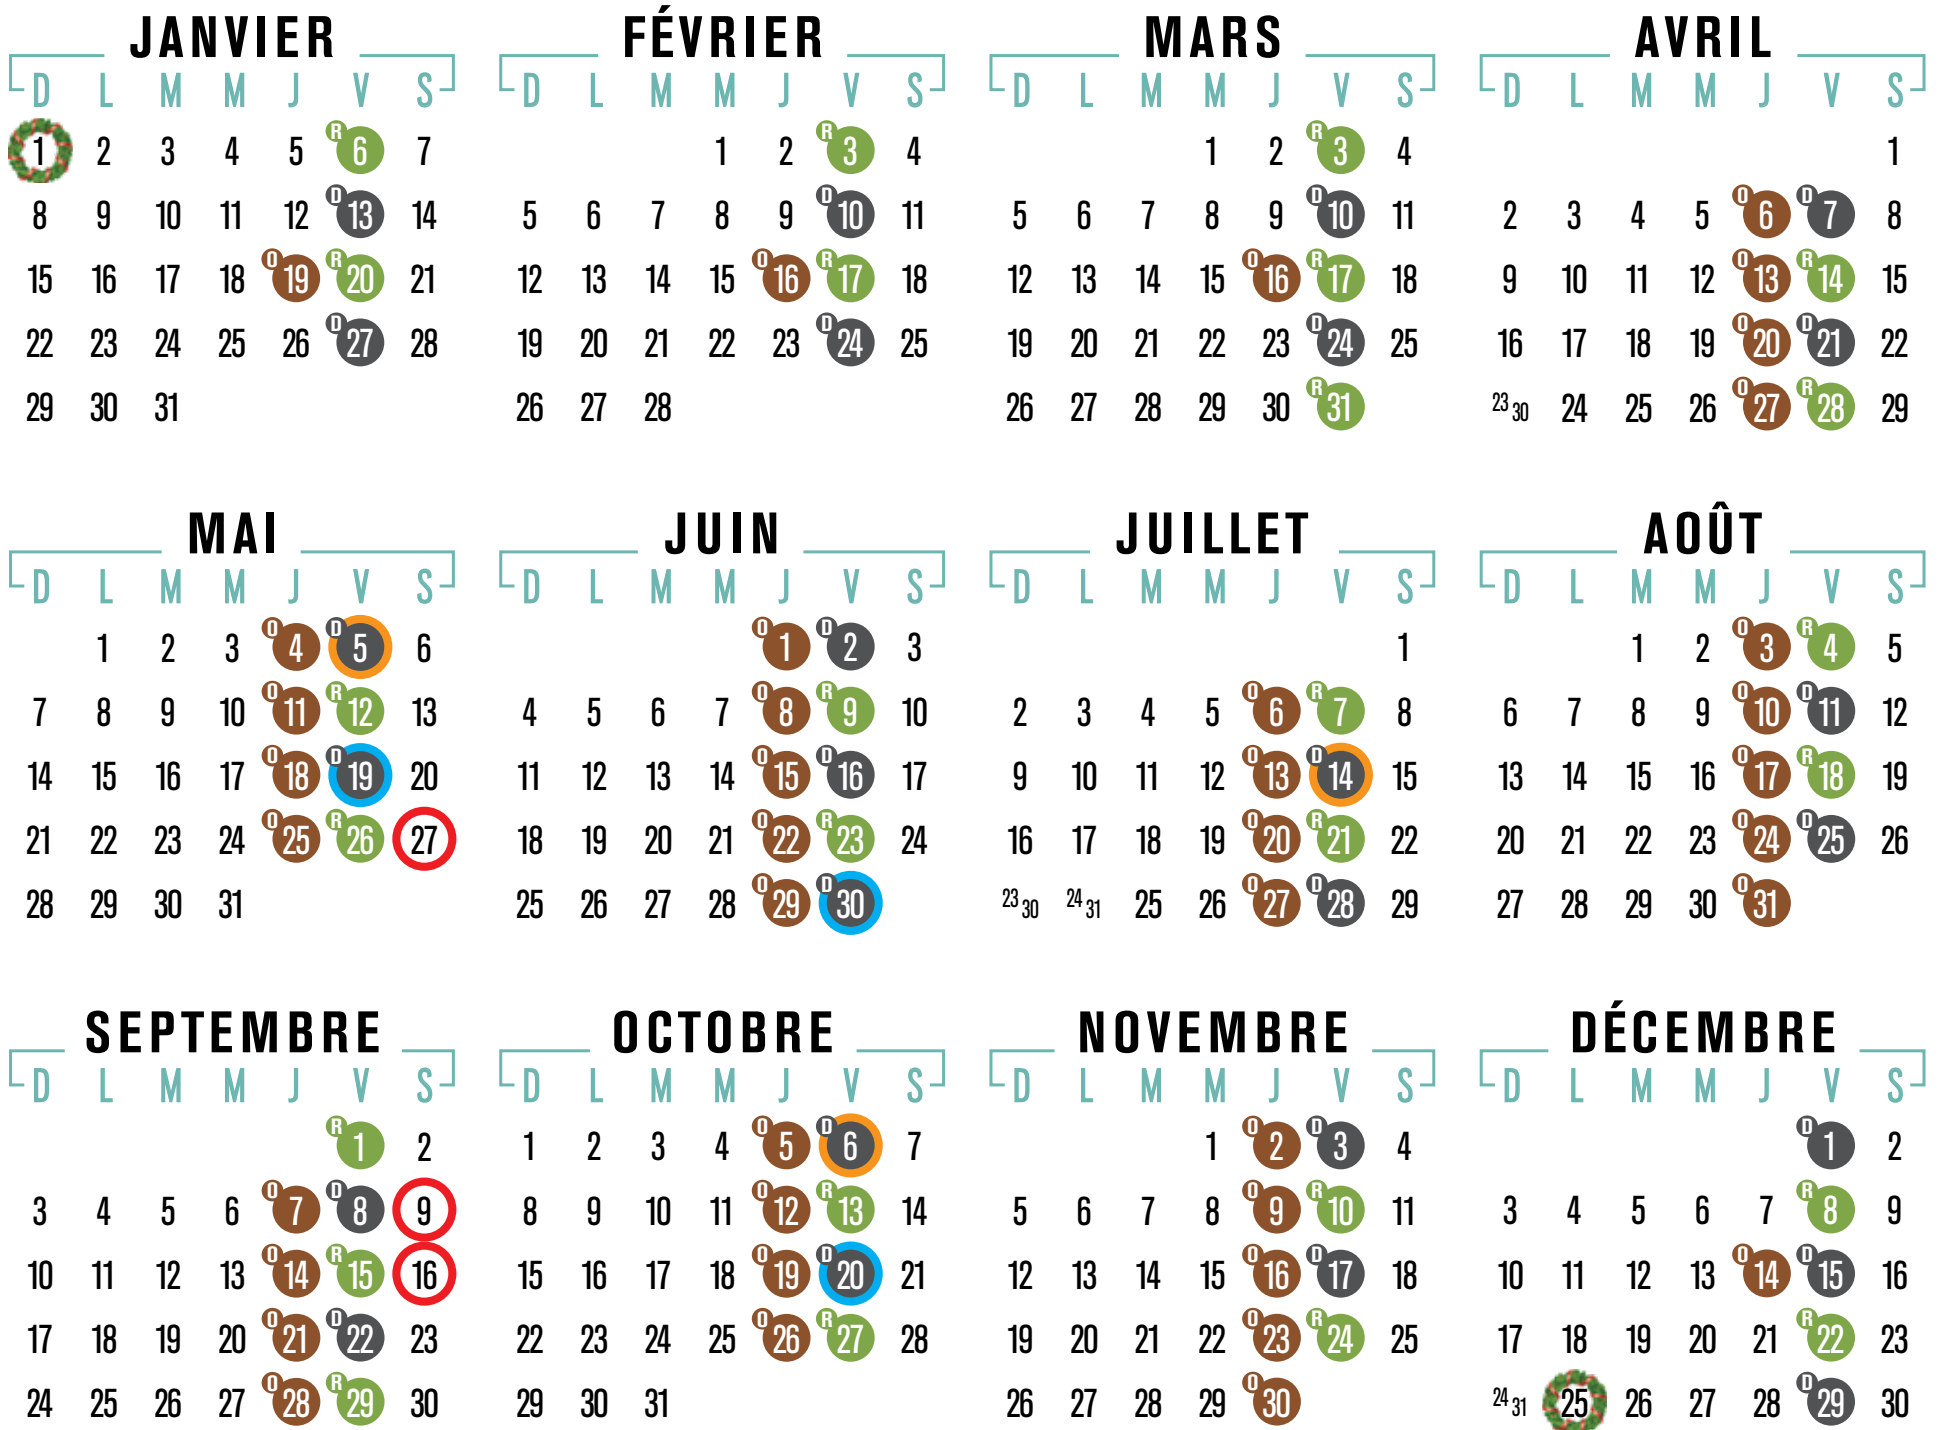 JANVIER
D L M M J V S
1 2 3 4 5 R 6 7
8 9 10 11 12 D 13 14
15 16 17 18 O 19 R 20 21
22 23 24 25 26 D 27 28
29 30 31
FÉVRIER
D L M M J V S
1 2 R 3 4
5 6 7 8 9 D 10 11
12 13 14 15 O 16 R 17 18
19 20 21 22 23 D 24 25
26 27 28
MARS
D L M M J V S
1 2 R 3 4
5 6 7 8 9 D 10 11
12 13 14 15 O 16 R 17 18
19 20 21 22 23 D 24 25
26 27 28 29 30 R 31
AVRIL
D L M M J V S
1
2 3 4 5 O 6 D 7 8
9 10 11 12 O 13 R 14 15
16 17 18 19 O 20 D 21 22
23 30 24 25 26 O 27 R 28 29
MAI
D L M M J V S
1 2 3 O 4 D 5 6
7 8 9 10 O 11 R 12 13
14 15 16 17 O 18 D 19 20
21 22 23 24 O 25 R 26 27
28 29 30 31
JUIN
D L M M J V S
O 1 D 2 3
4 5 6 7 O 8 R 9 10
11 12 13 14 O 15 D 16 17
18 19 20 21 O 22 R 23 24
25 26 27 28 O 29 D 30
JUILLET
D L M M J V S
1
2 3 4 5 O 6 R 7 8
9 10 11 12 O 13 D 14 15
16 17 18 19 O 20 R 21 22
23 30 24 31 25 26 O 27 D 28 29
AOÛT
D L M M J V S
1 2 O 3 R 4 5
6 7 8 9 O 10 D 11 12
13 14 15 16 O 17 R 18 19
20 21 22 23 O 24 D 25 26
27 28 29 30 O 31
SEPTEMBRE
D L M M J V S
R 1 2
3 4 5 6 O 7 D 8 9
10 11 12 13 O 14 R 15 16
17 18 19 20 O 21 D 22 23
24 25 26 27 O 28 R 29 30
OCTOBRE
D L M M J V S
1 2 3 4 O 5 D 6 7
8 9 10 11 O 12 R 13 14
15 16 17 18 O 19 D 20 21
22 23 24 25 O 26 R 27 28
29 30 31
NOVEMBRE
D L M M J V S
1 O 2 D 3 4
5 6 7 8 O 9 R 10 11
12 13 14 15 O 16 D 17 18
19 20 21 22 O 23 R 24 25
26 27 28 29 O 30
DÉCEMBRE
D L M M J V S
D 1 2
3 4 5 6 7 R 8 9
10 11 12 13 O 14 D 15 16
17 18 19 20 21 R 22 23
24 31 25 26 27 28 D 29 30